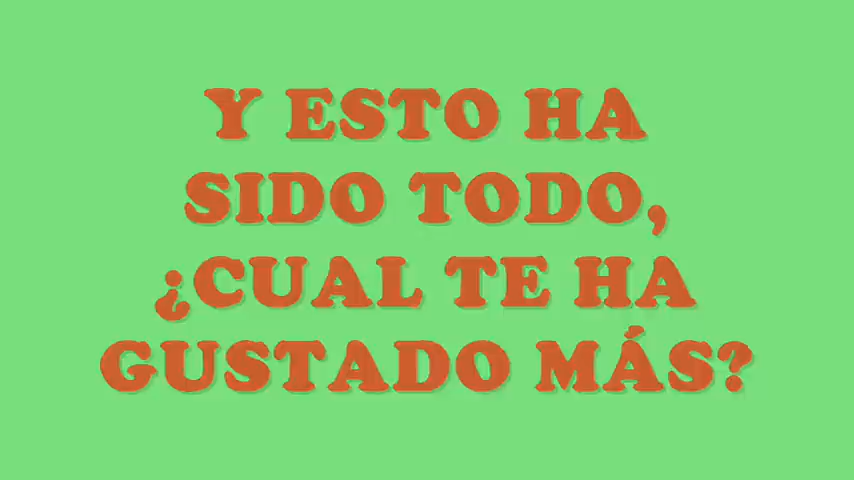 Y ESTO HA
SIDO TODO,
¿CUAL TE HA
GUSTADO MÁS?